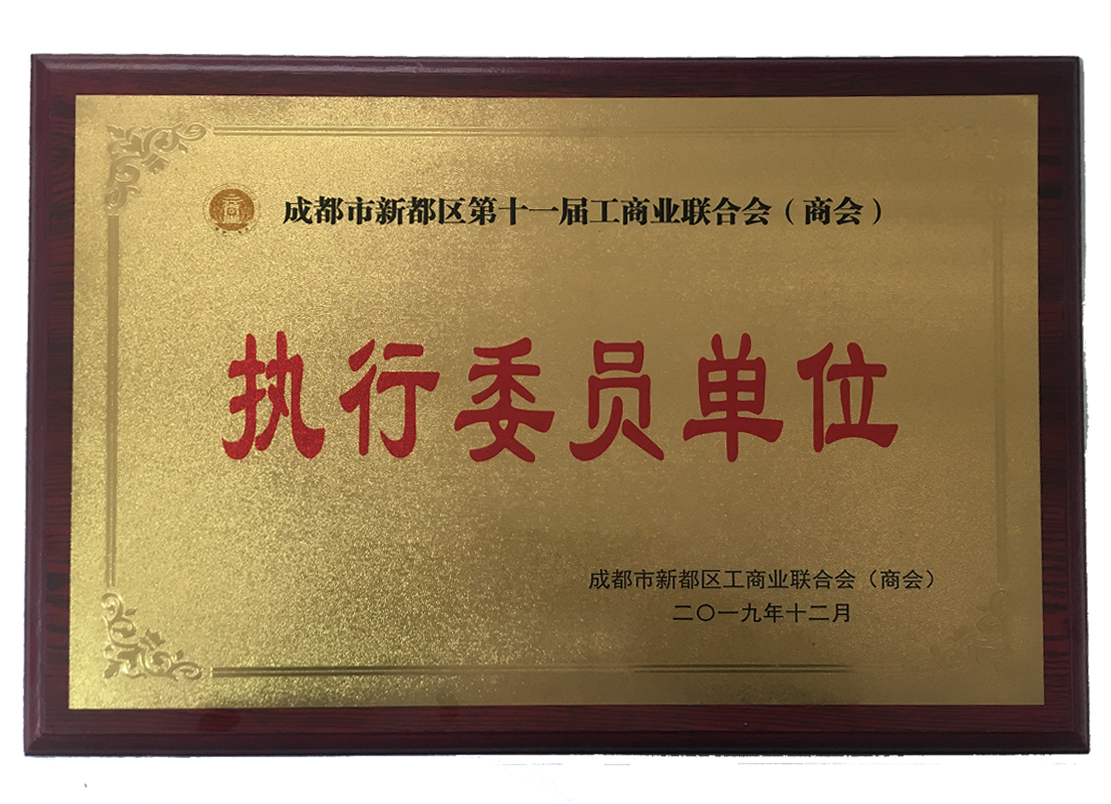 成都市新都区第十一届工商业联合会（商会）
执行委员单位
成都市新都区工商业联合会（商会）
二〇一九年十二月